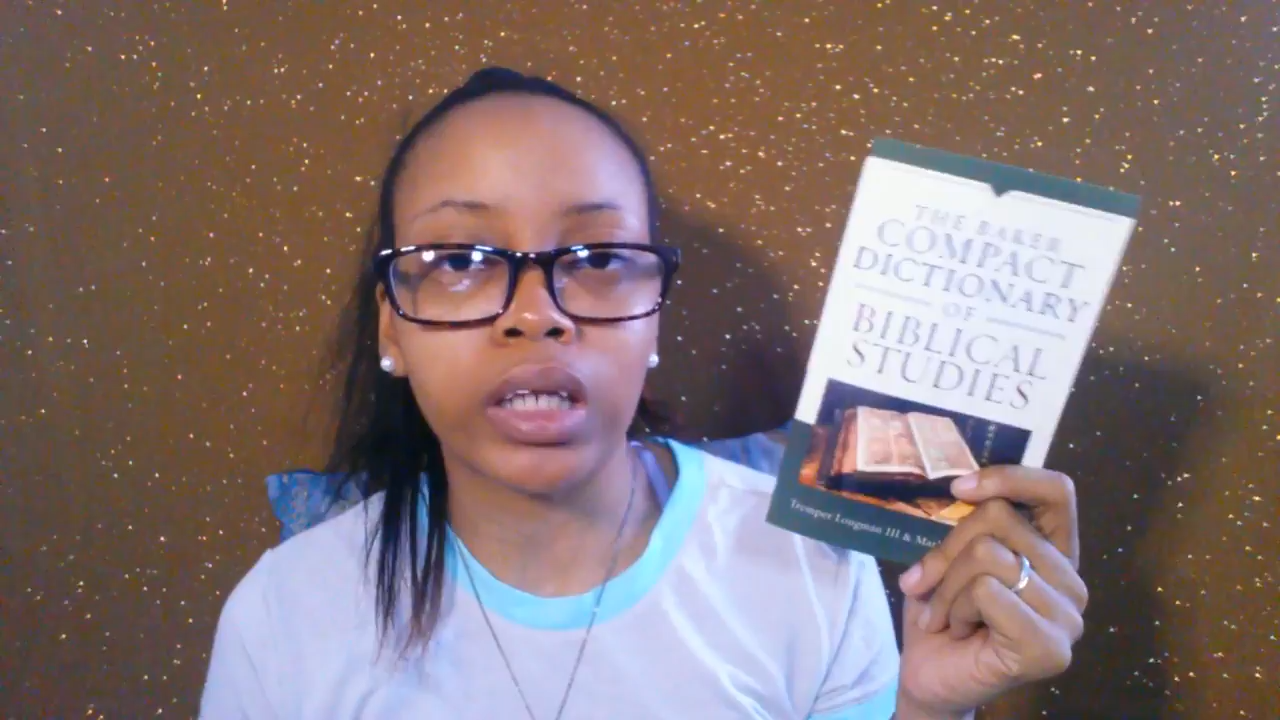 THE BAKER
COMPACT
DICTIONARY
OF
BIBLICAL
STUDIES
Tremper Longman III &